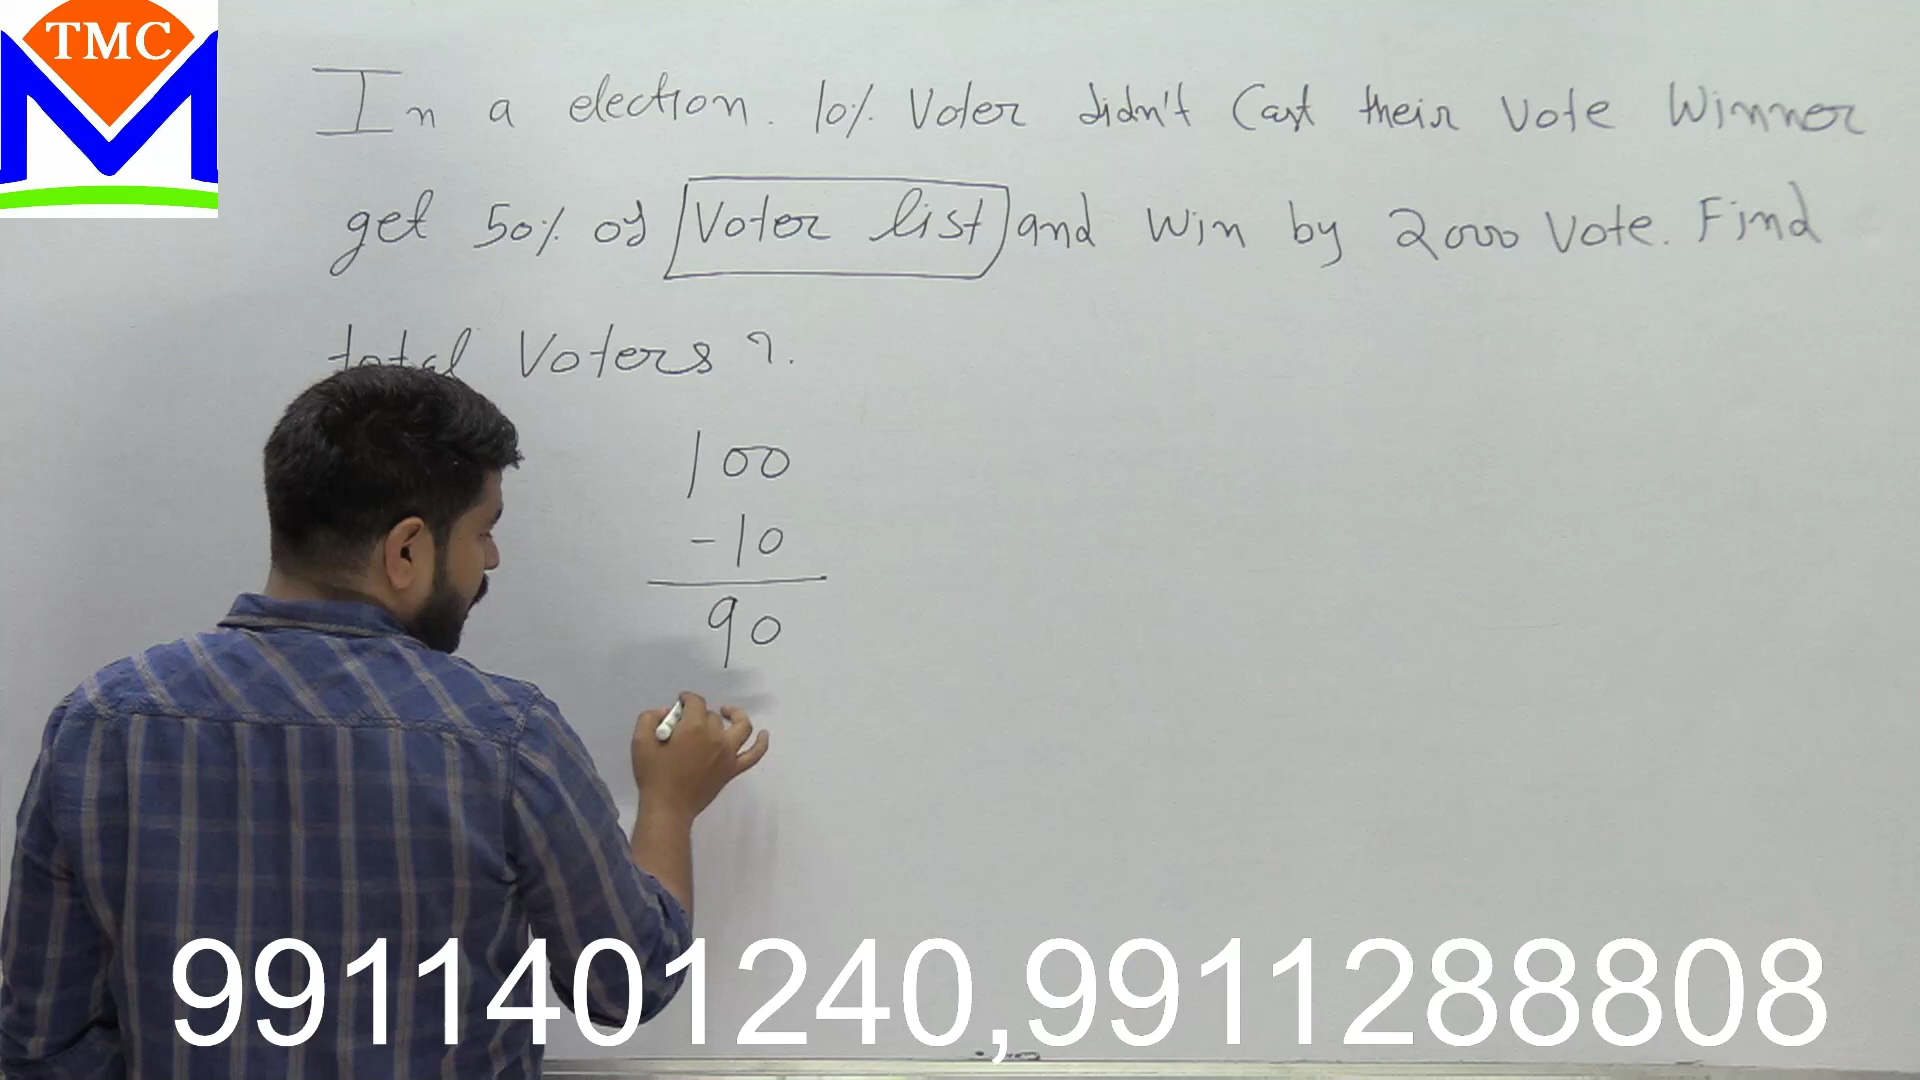 TMC
In a election. 10% Voter didn't Cast their Vote Winner
get 50% of Voter list and Win by 2000 Vote. Find
total Voters ?.
100
-10
90
9911401240,9911288808